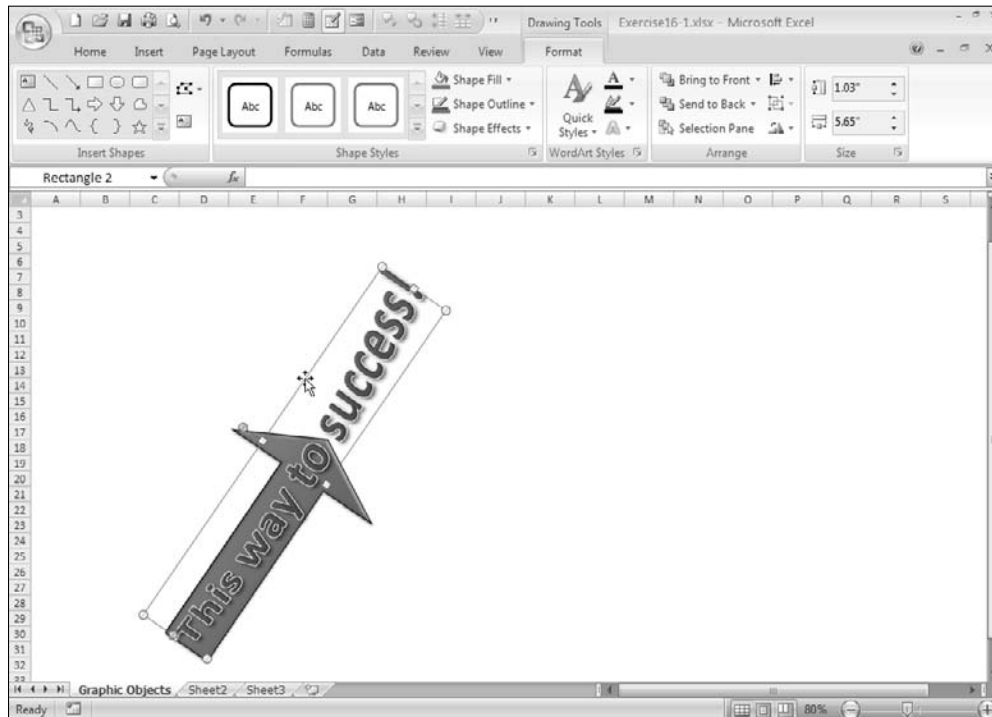 Drawing Tools Exercise16-1.xlsx - Microsoft Excel
Home Insert Page Layout Formulas Data Review View Format
Abc Abc Abc
Shape Fill
Shape Outline
Shape Effects
Quick Styles
A A
Bring to Front
Send to Back
Selection Pane
1.03"
5.65"
Insert Shapes Shape Styles WordArt Styles Arrange Size
Rectangle 2 fx
A B C D E F G H I J K L M N O P Q R S
3
4
5
6
7
8
9
10
11
12
13
14
15
16
17
18
19
20
21
22
23
24
25
26
27
28
29
30
31
32
33
This way to success!
Graphic Objects Sheet2 Sheet3
Ready 80%